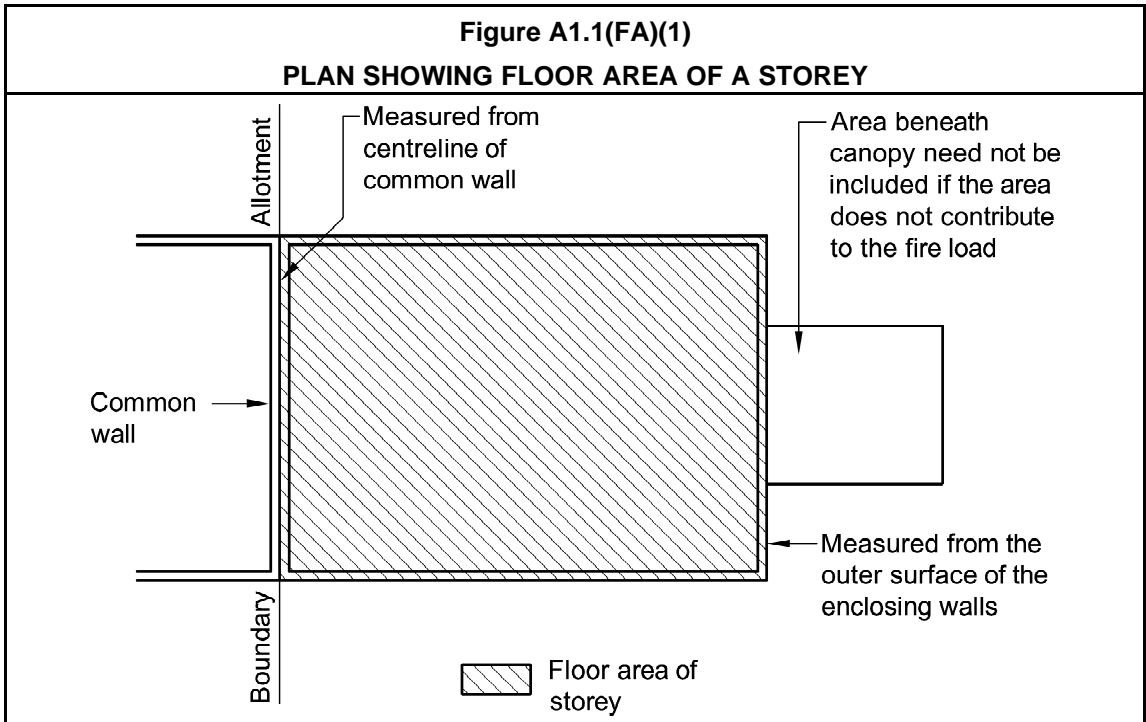 Figure A1.1(FA)(1)
PLAN SHOWING FLOOR AREA OF A STOREY
Allotment
Measured from
centreline of
common wall
Area beneath
canopy need not be
included if the area
does not contribute
to the fire load
Common
wall
Measured from the
outer surface of the
enclosing walls
Boundary
Floor area of
storey